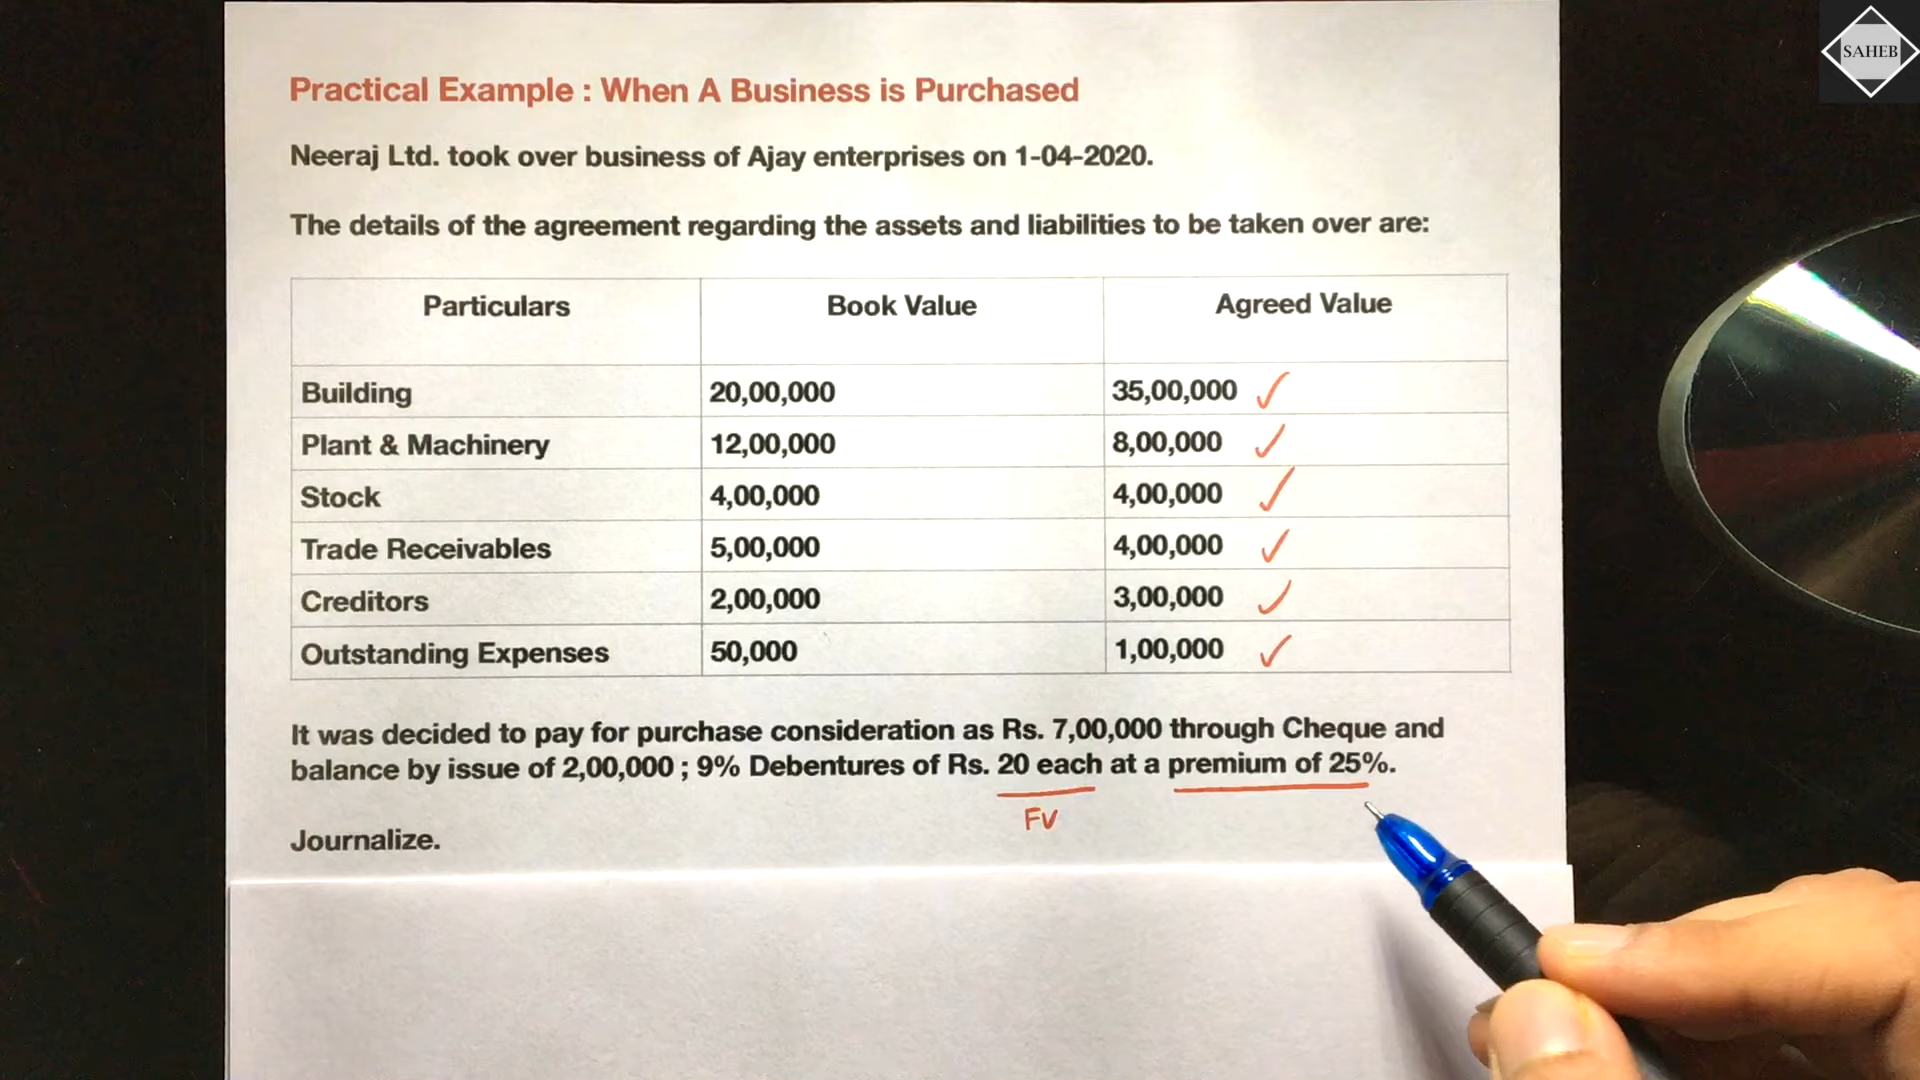 SAHEB
Practical Example : When A Business is Purchased
Neeraj Ltd. took over business of Ajay enterprises on 1-04-2020.
The details of the agreement regarding the assets and liabilities to be taken over are:
Particulars Book Value Agreed Value
Building 20,00,000 35,00,000 ✓
Plant & Machinery 12,00,000 8,00,000 ✓
Stock 4,00,000 4,00,000 ✓
Trade Receivables 5,00,000 4,00,000 ✓
Creditors 2,00,000 3,00,000 ✓
Outstanding Expenses 50,000 1,00,000 ✓
It was decided to pay for purchase consideration as Rs. 7,00,000 through Cheque and
balance by issue of 2,00,000 ; 9% Debentures of Rs. 20 each at a premium of 25%.
FV
Journalize.